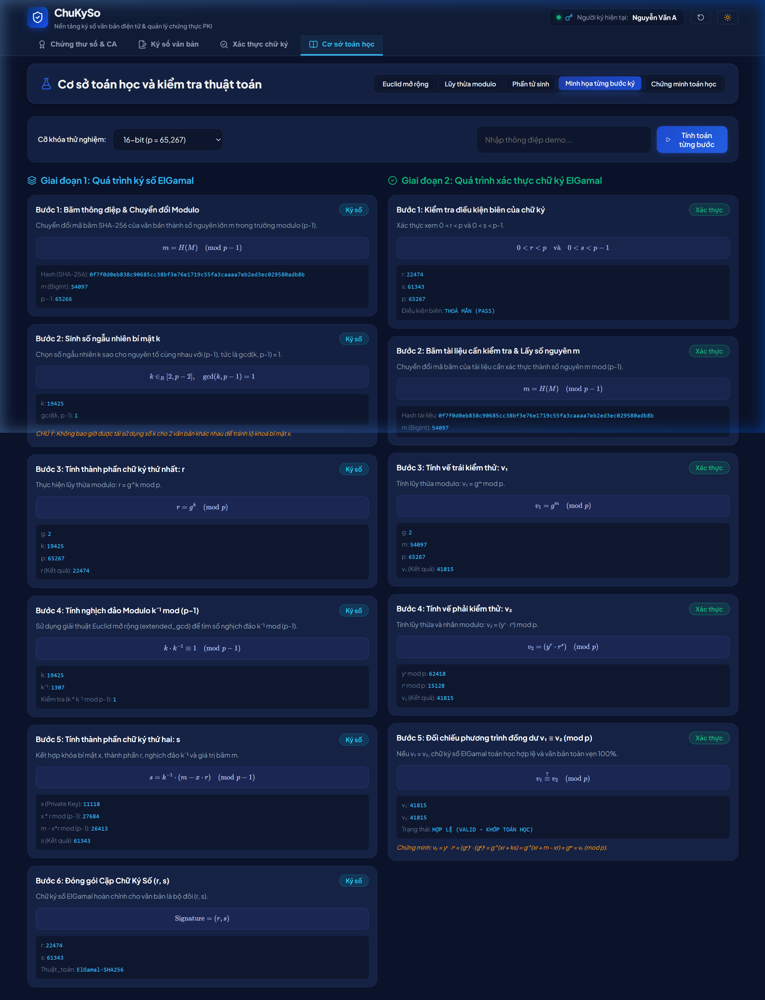 ChuKySo
Nền tảng ký số văn bản điện tử & quản lý chứng thực PKI
Người ký hiện tại: Nguyễn Văn A
Chứng thư số & CA
Ký số văn bản
Xác thực chữ ký
Cơ sở toán học
Cơ sở toán học và kiểm tra thuật toán
Euclid mở rộng
Lũy thừa modulo
Phần tử sinh
Minh họa từng bước ký
Chứng minh toán học
Cỡ khóa thử nghiệm:
16-bit (p = 65,267)
Nhập thông điệp demo...
Tính toán
từng bước
Giai đoạn 1: Quá trình ký số ElGamal
Bước 1: Băm thông điệp & Chuyển đổi Modulo
Ký số
Chuyển đổi mã băm SHA-256 của văn bản thành số nguyên lớn m trong trường modulo (p-1).
m = H(M) (mod p − 1)
Hash (SHA-256): 0f7f0d0eb838c90685cc38bf3e76e1719c55fa3caaaa7eb2ed3ec029580adb8b
m (BigInt): 54097
p - 1: 65266
Bước 2: Sinh số ngẫu nhiên bí mật k
Ký số
Chọn số ngẫu nhiên k sao cho nguyên tố cùng nhau với (p-1), tức là gcd(k, p-1) = 1.
k ∈R [2, p − 2], gcd(k, p − 1) = 1
k: 19425
gcd(k, p-1): 1
CHÚ Ý: Không bao giờ được tái sử dụng số k cho 2 văn bản khác nhau để tránh lộ khoá bí mật x.
Bước 3: Tính thành phần chữ ký thứ nhất: r
Ký số
Thực hiện lũy thừa modulo: r = g^k mod p.
r = g^k (mod p)
g: 2
k: 19425
p: 65267
r (Kết quả): 22474
Bước 4: Tính nghịch đảo Modulo k⁻¹ mod (p-1)
Ký số
Sử dụng giải thuật Euclid mở rộng (extended_gcd) để tìm số nghịch đảo k⁻¹ mod (p-1).
k · k⁻¹ ≡ 1 (mod p − 1)
k: 19425
k⁻¹: 1307
Kiểm tra (k * k⁻¹ mod p-1): 1
Bước 5: Tính thành phần chữ ký thứ hai: s
Ký số
Kết hợp khóa bí mật x, thành phần r, nghịch đảo k⁻¹ và giá trị băm m.
s = k⁻¹ · (m − x · r) (mod p − 1)
x (Private Key): 11118
x * r mod (p-1): 27684
m - x*r mod (p-1): 26413
s (Kết quả): 61343
Bước 6: Đóng gói Cặp Chữ Ký Số (r, s)
Ký số
Chữ ký số ElGamal hoàn chỉnh cho văn bản là bộ đôi (r, s).
Signature = (r, s)
r: 22474
s: 61343
Thuật_toán: ElGamal-SHA256
Giai đoạn 2: Quá trình xác thực chữ ký ElGamal
Bước 1: Kiểm tra điều kiện biên của chữ ký
Xác thực
Xác thực xem 0 < r < p và 0 < s < p-1.
0 < r < p và 0 < s < p − 1
r: 22474
s: 61343
p: 65267
Điều kiện biên: THOẢ MÃN (PASS)
Bước 2: Băm tài liệu cần kiểm tra & Lấy số nguyên m
Xác thực
Chuyển đổi mã băm của tài liệu cần xác thực thành số nguyên m mod (p-1).
m = H(M) (mod p − 1)
Hash tài liệu: 0f7f0d0eb838c90685cc38bf3e76e1719c55fa3caaaa7eb2ed3ec029580adb8b
m (BigInt): 54097
Bước 3: Tính vế trái kiểm thử: v₁
Xác thực
Tính lũy thừa modulo: v₁ = gᵐ mod p.
v₁ = gᵐ (mod p)
g: 2
m: 54097
p: 65267
v₁ (Kết quả): 41815
Bước 4: Tính vế phải kiểm thử: v₂
Xác thực
Tính lũy thừa và nhân modulo: v₂ = (yʳ · rˢ) mod p.
v₂ = (yʳ · rˢ) (mod p)
yʳ mod p: 62418
rˢ mod p: 15128
v₂ (Kết quả): 41815
Bước 5: Đối chiếu phương trình đồng dư v₁ ≡ v₂ (mod p)
Xác thực
Nếu v₁ = v₂, chữ ký số ElGamal toán học hợp lệ và văn bản toàn vẹn 100%.
v₁ ≟ v₂ (mod p)
v₁: 41815
v₂: 41815
Trạng thái: HỢP LỆ (VALID - KHỚP TOÁN HỌC)
Chứng minh: v₂ = yʳ · rˢ = (gˣ)ʳ · (gᵏ)ˢ = g^(xr + ks) = g^(xr + m - xr) = gᵐ = v₁ (mod p).